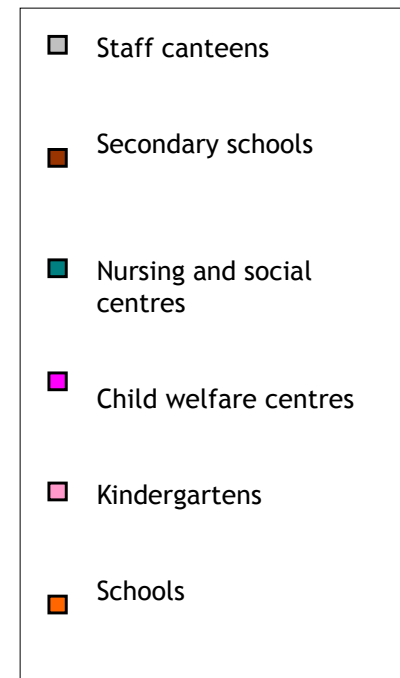 Staff canteens
Secondary schools
Nursing and social
centres
Child welfare centres
Kindergartens
Schools